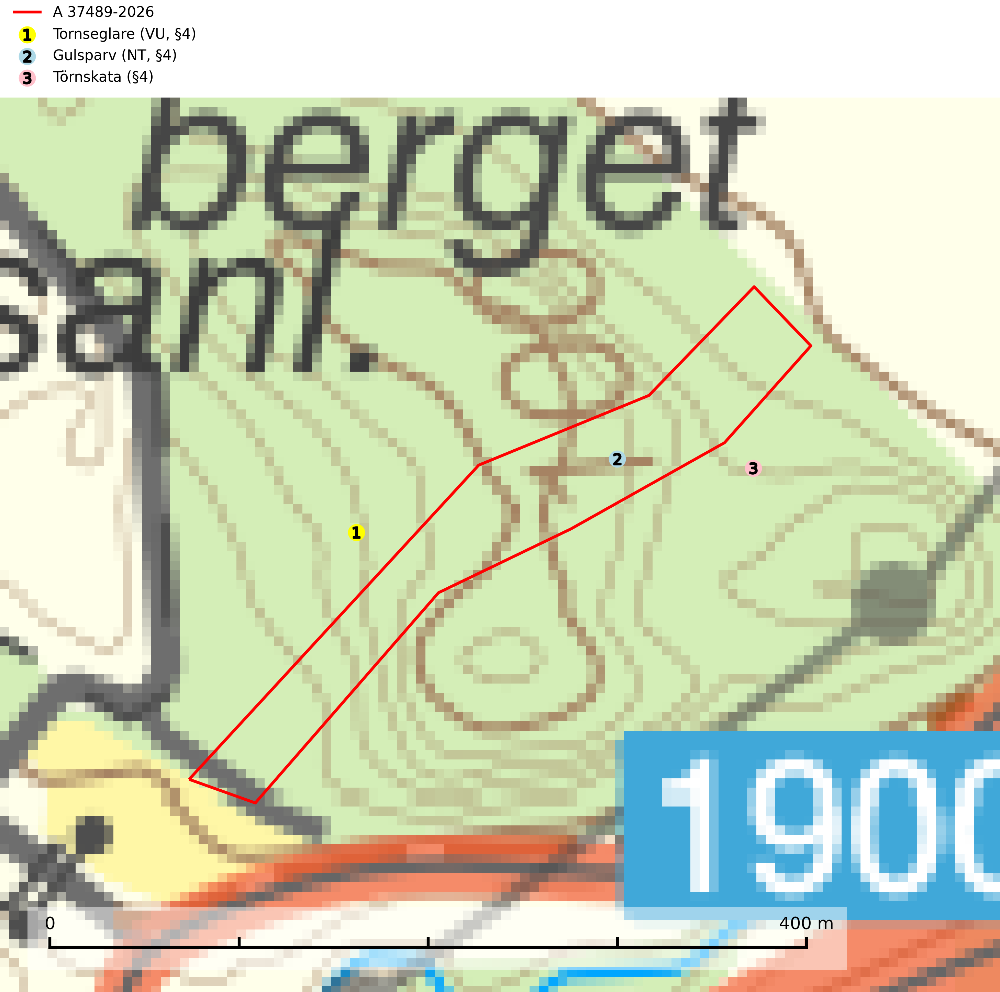 A 37489-2026
1 Tornseglare (VU, §4)
2 Gulsparv (NT, §4)
3 Törnskata (§4)
berget
anl.
2
3
1
190
0 400 m